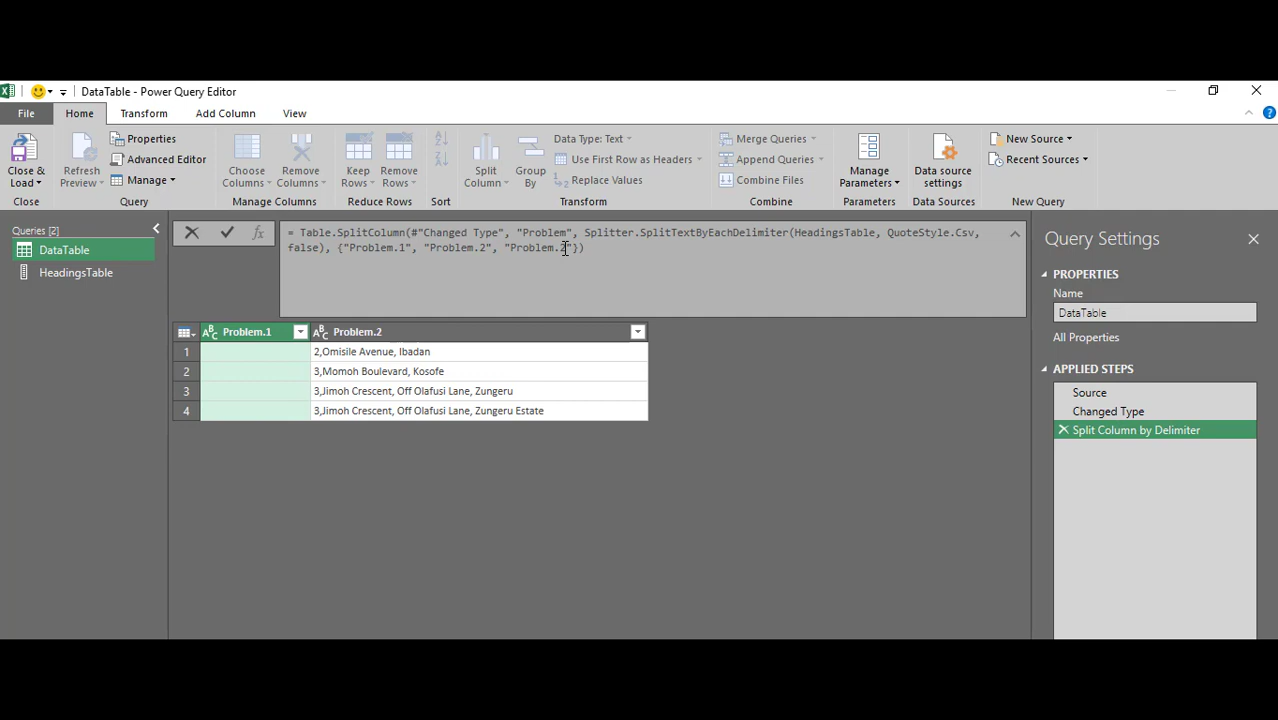 DataTable - Power Query Editor
File Home Transform Add Column View
Close & Load
Refresh Preview
Properties
Advanced Editor
Manage
Choose Columns
Remove Columns
Keep Rows
Remove Rows
Split Column
Group By
Data Type: Text
Use First Row as Headers
Replace Values
Merge Queries
Append Queries
Combine Files
Manage Parameters
Data source settings
New Source
Recent Sources
Close Query Manage Columns Reduce Rows Sort Transform Combine Parameters Data Sources New Query
Queries [2]
DataTable
HeadingsTable
= Table.SplitColumn(#"Changed Type", "Problem", Splitter.SplitTextByEachDelimiter(HeadingsTable, QuoteStyle.Csv,
false), {"Problem.1", "Problem.2", "Problem.2"})
Problem.1 Problem.2
1 2,Omisile Avenue, Ibadan
2 3,Momoh Boulevard, Kosofe
3 3,Jimoh Crescent, Off Olafusi Lane, Zungeru
4 3,Jimoh Crescent, Off Olafusi Lane, Zungeru Estate
Query Settings
PROPERTIES
Name
DataTable
All Properties
APPLIED STEPS
Source
Changed Type
Split Column by Delimiter